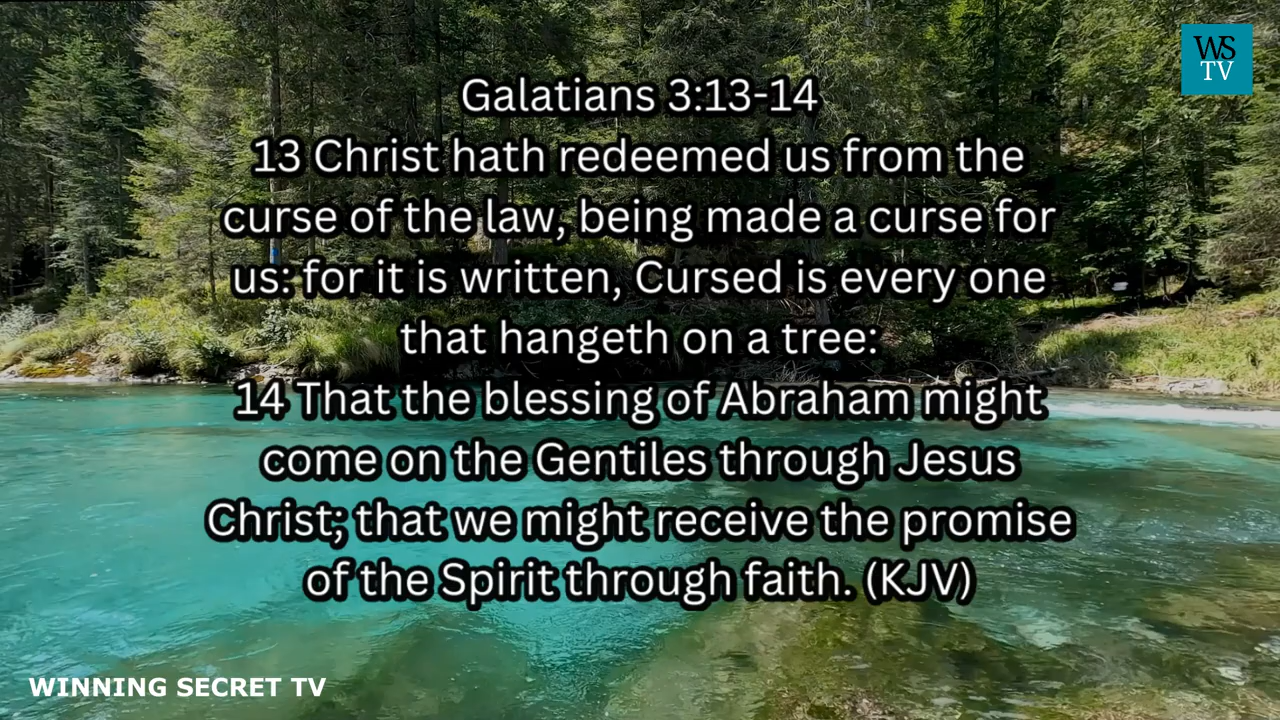 WS
TV
Galatians 3:13-14
13 Christ hath redeemed us from the
curse of the law, being made a curse for
us: for it is written, Cursed is every one
that hangeth on a tree:
14 That the blessing of Abraham might
come on the Gentiles through Jesus
Christ; that we might receive the promise
of the Spirit through faith. (KJV)
WINNING SECRET TV